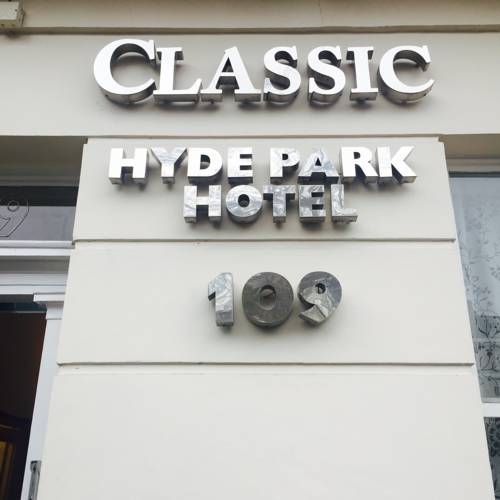 CLASSIC
HYDE PARK
HOTEL
109